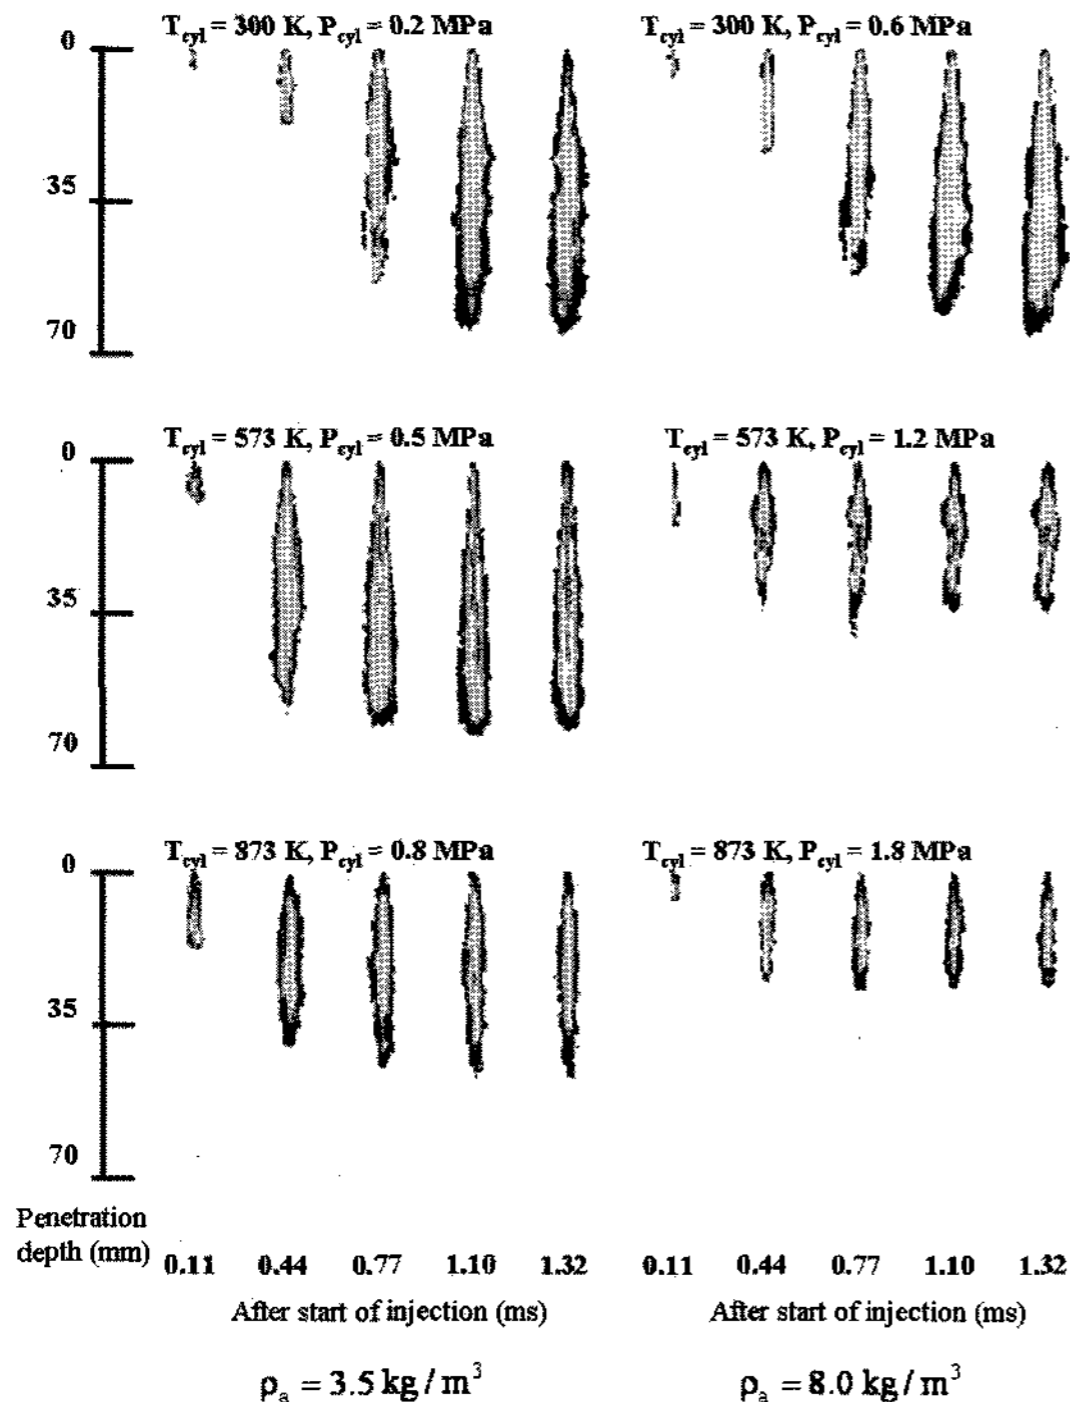 T_cyl = 300 K, P_cyl = 0.2 MPa
T_cyl = 300 K, P_cyl = 0.6 MPa
0
35
70
T_cyl = 573 K, P_cyl = 0.5 MPa
T_cyl = 573 K, P_cyl = 1.2 MPa
0
35
70
T_cyl = 873 K, P_cyl = 0.8 MPa
T_cyl = 873 K, P_cyl = 1.8 MPa
0
35
70
Penetration
depth (mm)
0.11 0.44 0.77 1.10 1.32
0.11 0.44 0.77 1.10 1.32
After start of injection (ms)
After start of injection (ms)
ρ_a = 3.5 kg / m³
ρ_a = 8.0 kg / m³